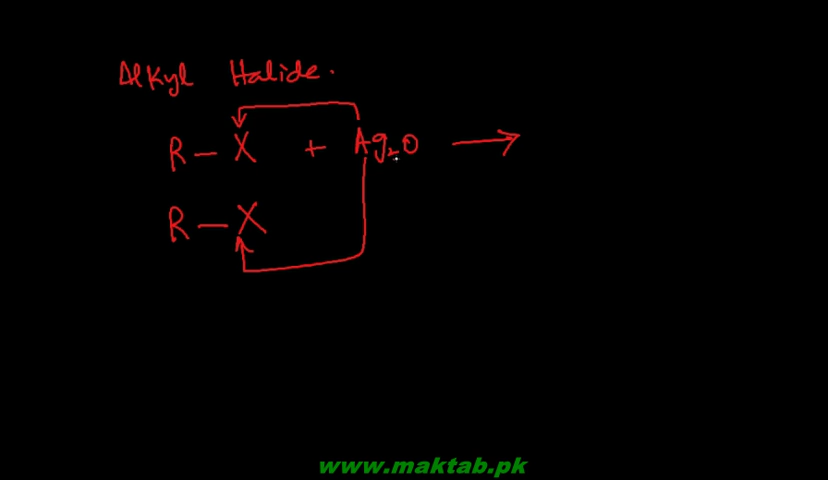 Alkyl Halide.
R — X + Ag₂O →
R — X
www.maktab.pk